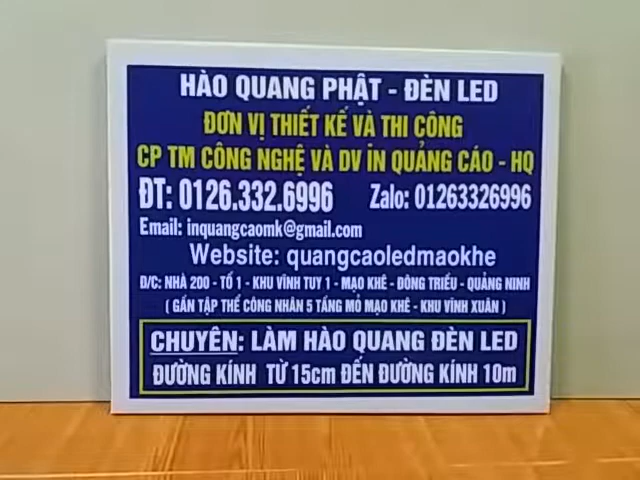 HÀO QUANG PHẬT - ĐÈN LED
ĐƠN VỊ THIẾT KẾ VÀ THI CÔNG
CP TM CÔNG NGHỆ VÀ DV IN QUẢNG CÁO - HQ
ĐT: 0126.332.6996 Zalo: 01263326996
Email: inquangcaomk@gmail.com
Website: quangcaoledmaokhe
Đ/C: NHÀ 200 - TỔ 1 - KHU VĨNH TUY 1 - MẠO KHÊ - ĐÔNG TRIỀU - QUẢNG NINH
( GẦN TẬP THỂ CÔNG NHÂN 5 TẦNG MỎ MẠO KHÊ - KHU VĨNH XUÂN )
CHUYÊN: LÀM HÀO QUANG ĐÈN LED
ĐƯỜNG KÍNH TỪ 15cm ĐẾN ĐƯỜNG KÍNH 10m